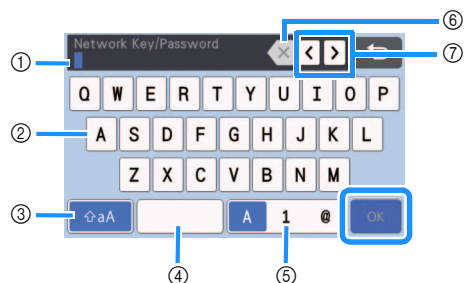 ⑥
Network Key/Password
< >
⑦
①
Q W E R T Y U I O P
② A S D F G H J K L
Z X C V B N M
③ ⇧aA A 1 @ OK
④ ⑤